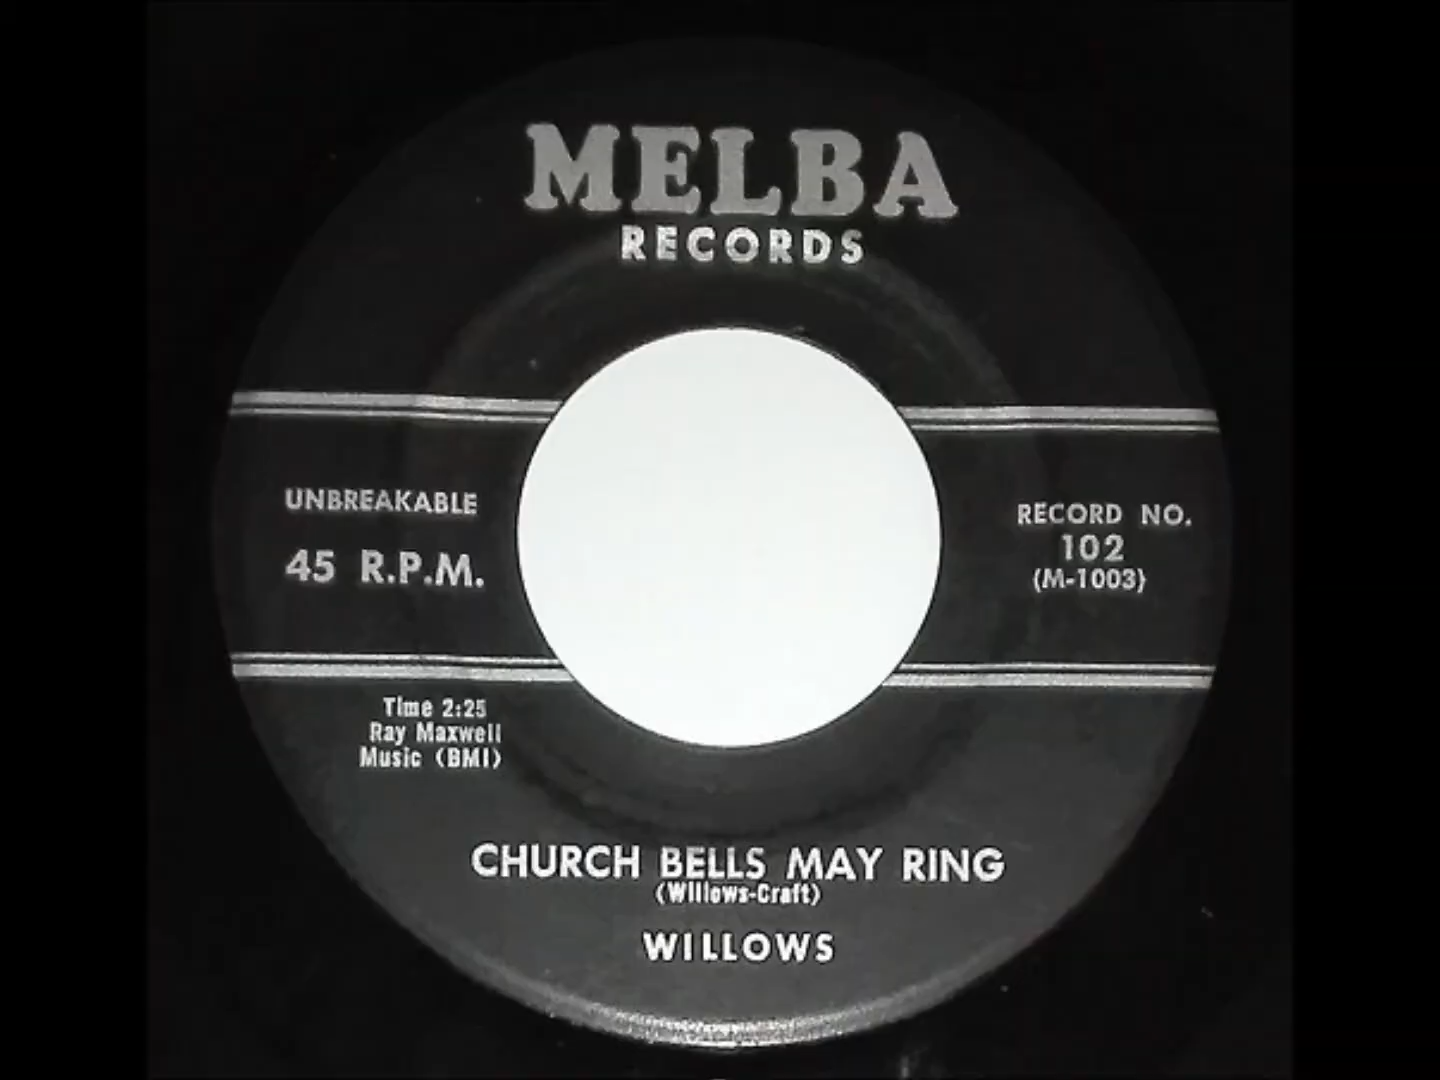 MELBA
RECORDS
UNBREAKABLE
45 R.P.M.
RECORD NO.
102
(M-1003)
Time 2:25
Ray Maxwell
Music (BMI)
CHURCH BELLS MAY RING
(Willows-Craft)
WILLOWS